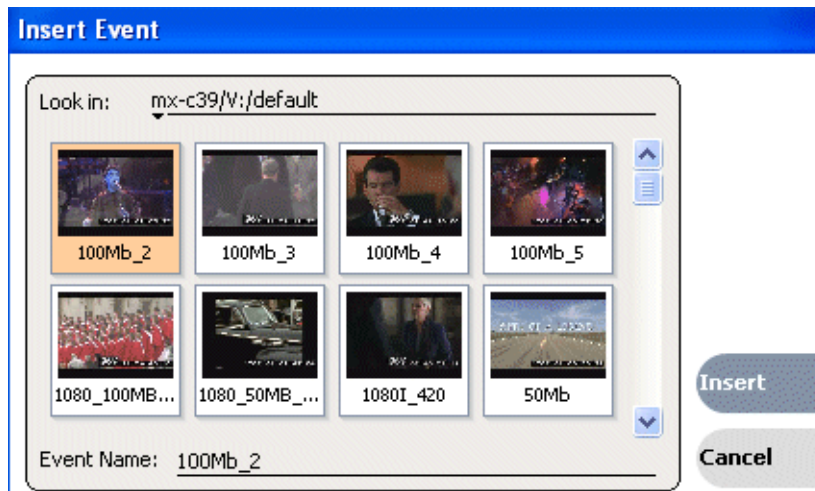 Insert Event
Look in: mx-c39/V:/default
100Mb_2 100Mb_3 100Mb_4 100Mb_5
1080_100MB... 1080_50MB_... 1080I_420 50Mb
Insert
Event Name: 100Mb_2
Cancel